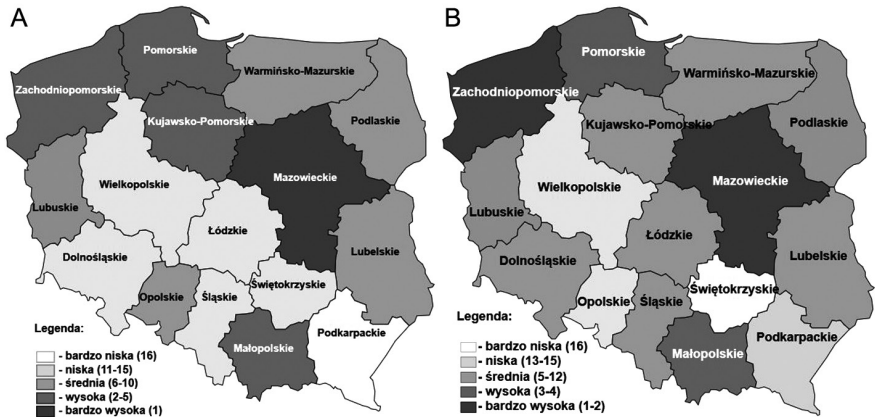 A
Pomorskie
Warmińsko-Mazurskie
Zachodniopomorskie
Podlaskie
Kujawsko-Pomorskie
Mazowieckie
Wielkopolskie
Lubuskie
Łódzkie
Lubelskie
Dolnośląskie
Świętokrzyskie
Opolskie
Śląskie
Podkarpackie
Małopolskie
Legenda:
- bardzo niska (16)
- niska (11-15)
- średnia (6-10)
- wysoka (2-5)
- bardzo wysoka (1)
B
Pomorskie
Warmińsko-Mazurskie
Zachodniopomorskie
Podlaskie
Kujawsko-Pomorskie
Mazowieckie
Wielkopolskie
Lubuskie
Łódzkie
Lubelskie
Dolnośląskie
Świętokrzyskie
Opolskie
Śląskie
Podkarpackie
Małopolskie
Legenda:
- bardzo niska (16)
- niska (13-15)
- średnia (5-12)
- wysoka (3-4)
- bardzo wysoka (1-2)